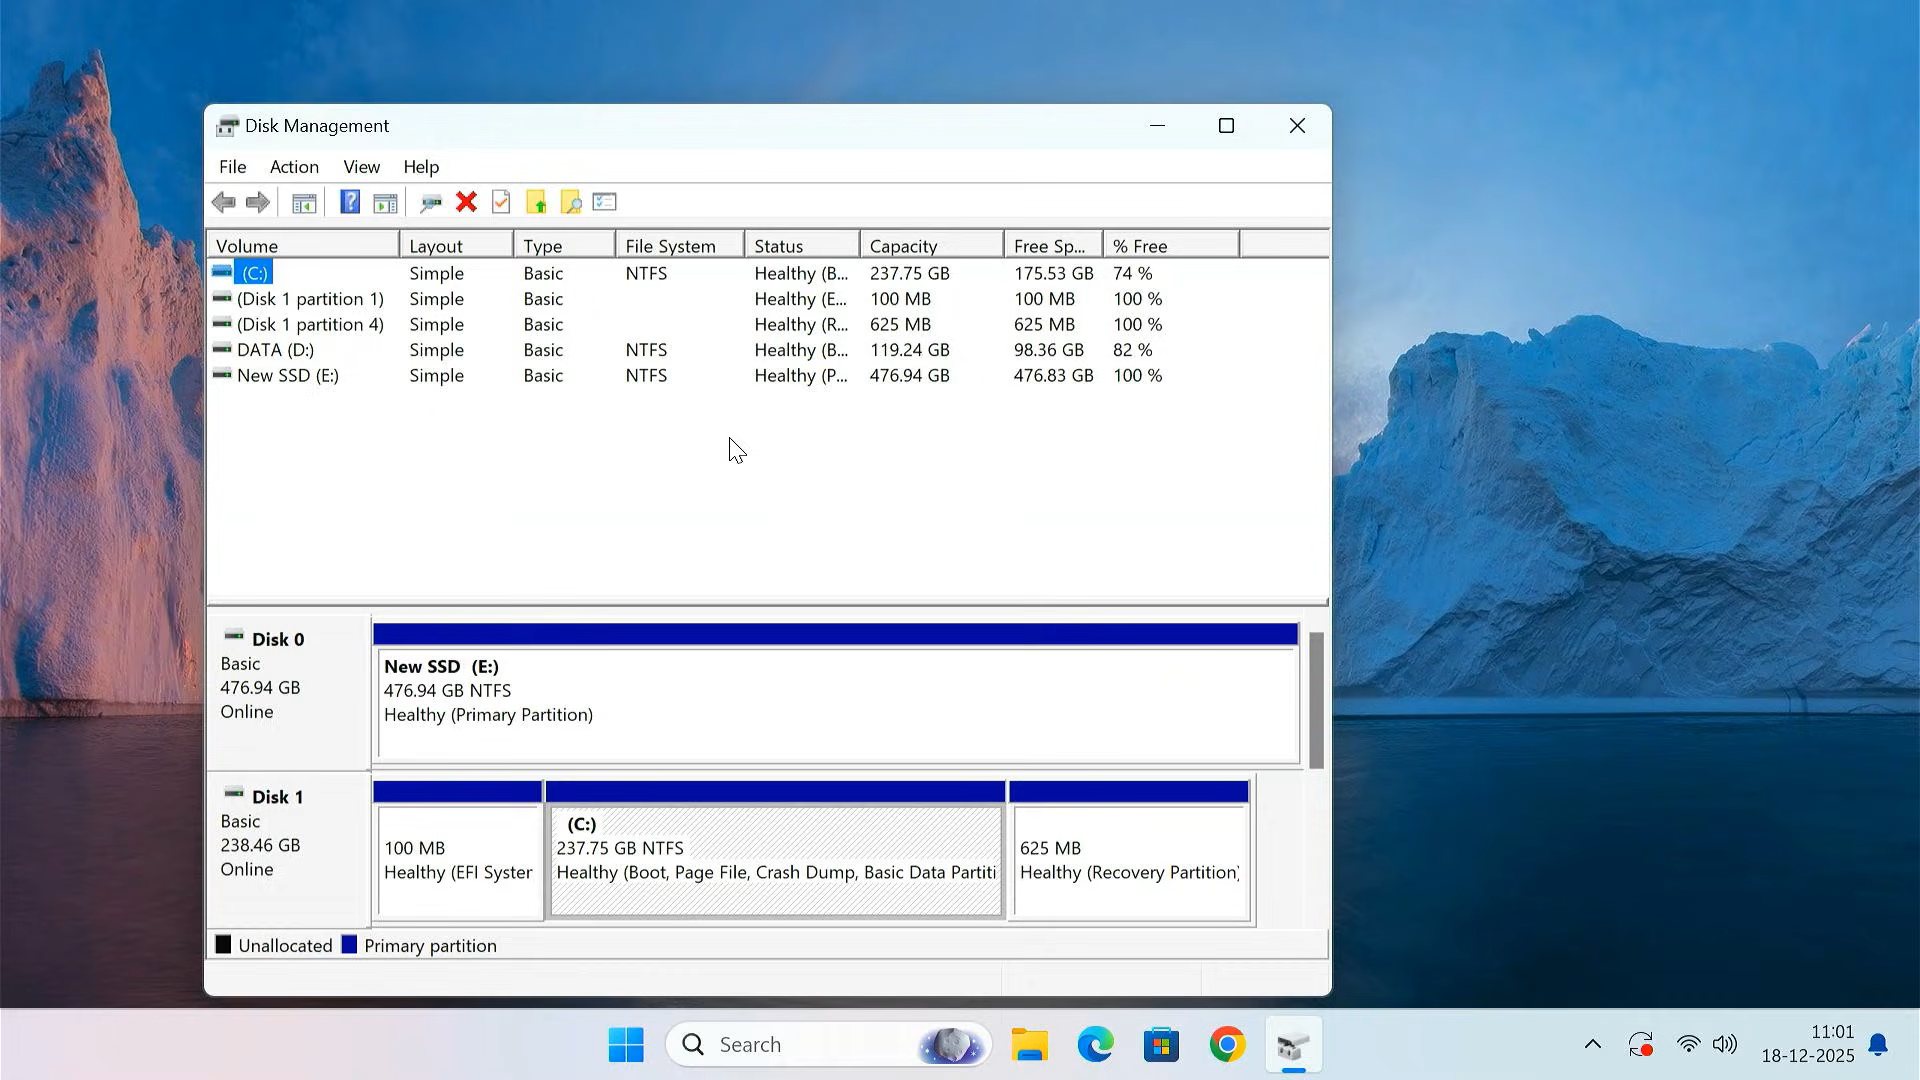 Disk Management
File Action View Help
Volume Layout Type File System Status Capacity Free Sp... % Free
(C:) Simple Basic NTFS Healthy (B... 237.75 GB 175.53 GB 74 %
(Disk 1 partition 1) Simple Basic Healthy (E... 100 MB 100 MB 100 %
(Disk 1 partition 4) Simple Basic Healthy (R... 625 MB 625 MB 100 %
DATA (D:) Simple Basic NTFS Healthy (B... 119.24 GB 98.36 GB 82 %
New SSD (E:) Simple Basic NTFS Healthy (P... 476.94 GB 476.83 GB 100 %
Disk 0
Basic
476.94 GB
Online
New SSD (E:)
476.94 GB NTFS
Healthy (Primary Partition)
Disk 1
Basic
238.46 GB
Online
100 MB
Healthy (EFI Syster
(C:)
237.75 GB NTFS
Healthy (Boot, Page File, Crash Dump, Basic Data Partiti
625 MB
Healthy (Recovery Partition)
Unallocated Primary partition
Search
11:01
18-12-2025